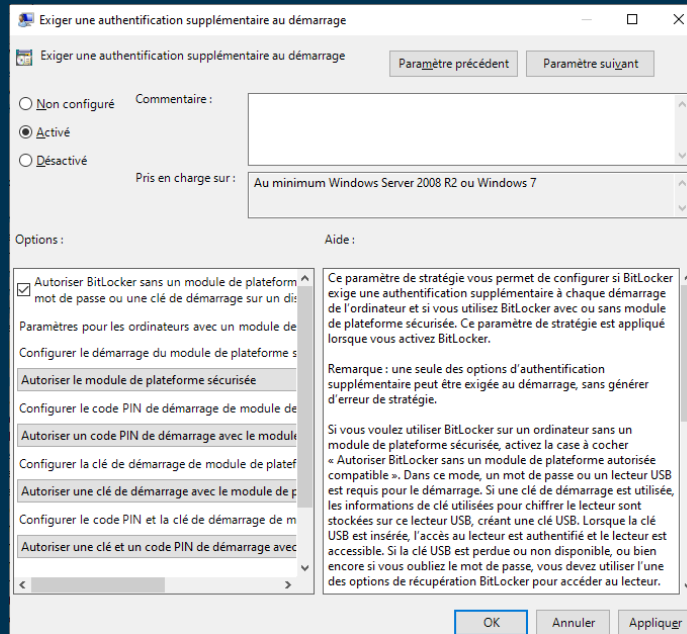 Exiger une authentification supplémentaire au démarrage
Exiger une authentification supplémentaire au démarrage
Paramètre précédent
Paramètre suivant
Non configuré
Commentaire :
Activé
Désactivé
Pris en charge sur :
Au minimum Windows Server 2008 R2 ou Windows 7
Options :
Aide :
Autoriser BitLocker sans un module de plateform
mot de passe ou une clé de démarrage sur un di
Paramètres pour les ordinateurs avec un module de
Configurer le démarrage du module de plateforme s
Autoriser le module de plateforme sécurisée
Configurer le code PIN de démarrage de module de
Autoriser un code PIN de démarrage avec le module
Configurer la clé de démarrage de module de platef
Autoriser une clé de démarrage avec le module de p
Configurer le code PIN et la clé de démarrage de m
Autoriser une clé et un code PIN de démarrage avec
Ce paramètre de stratégie vous permet de configurer si BitLocker
exige une authentification supplémentaire à chaque démarrage
de l'ordinateur et si vous utilisez BitLocker avec ou sans module
de plateforme sécurisée. Ce paramètre de stratégie est appliqué
lorsque vous activez BitLocker.
Remarque : une seule des options d'authentification
supplémentaire peut être exigée au démarrage, sans générer
d'erreur de stratégie.
Si vous voulez utiliser BitLocker sur un ordinateur sans un
module de plateforme sécurisée, activez la case à cocher
« Autoriser BitLocker sans un module de plateforme autorisée
compatible ». Dans ce mode, un mot de passe ou un lecteur USB
est requis pour le démarrage. Si une clé de démarrage est utilisée,
les informations de clé utilisées pour chiffrer le lecteur sont
stockées sur ce lecteur USB, créant une clé USB. Lorsque la clé
USB est insérée, l'accès au lecteur est authentifié et le lecteur est
accessible. Si la clé USB est perdue ou non disponible, ou bien
encore si vous oubliez le mot de passe, vous devez utiliser l'une
des options de récupération BitLocker pour accéder au lecteur.
OK
Annuler
Appliquer